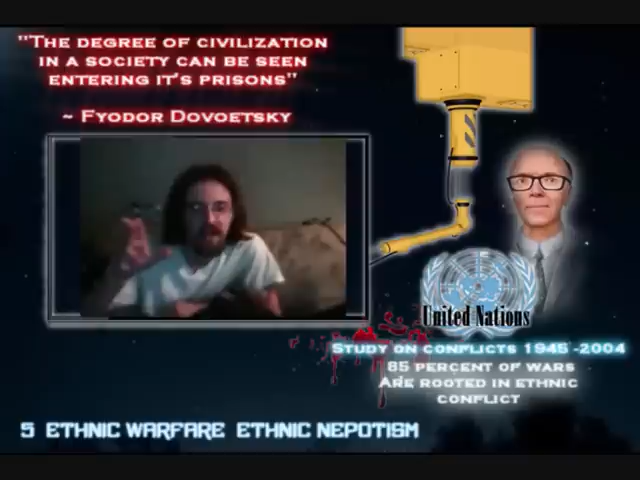 "The degree of civilization
in a society can be seen
entering it's prisons"
~ Fyodor Dovoetsky
United Nations
Study on conflicts 1945 -2004
85 percent of wars
are rooted in ethnic
conflict
5 Ethnic Warfare Ethnic Nepotism